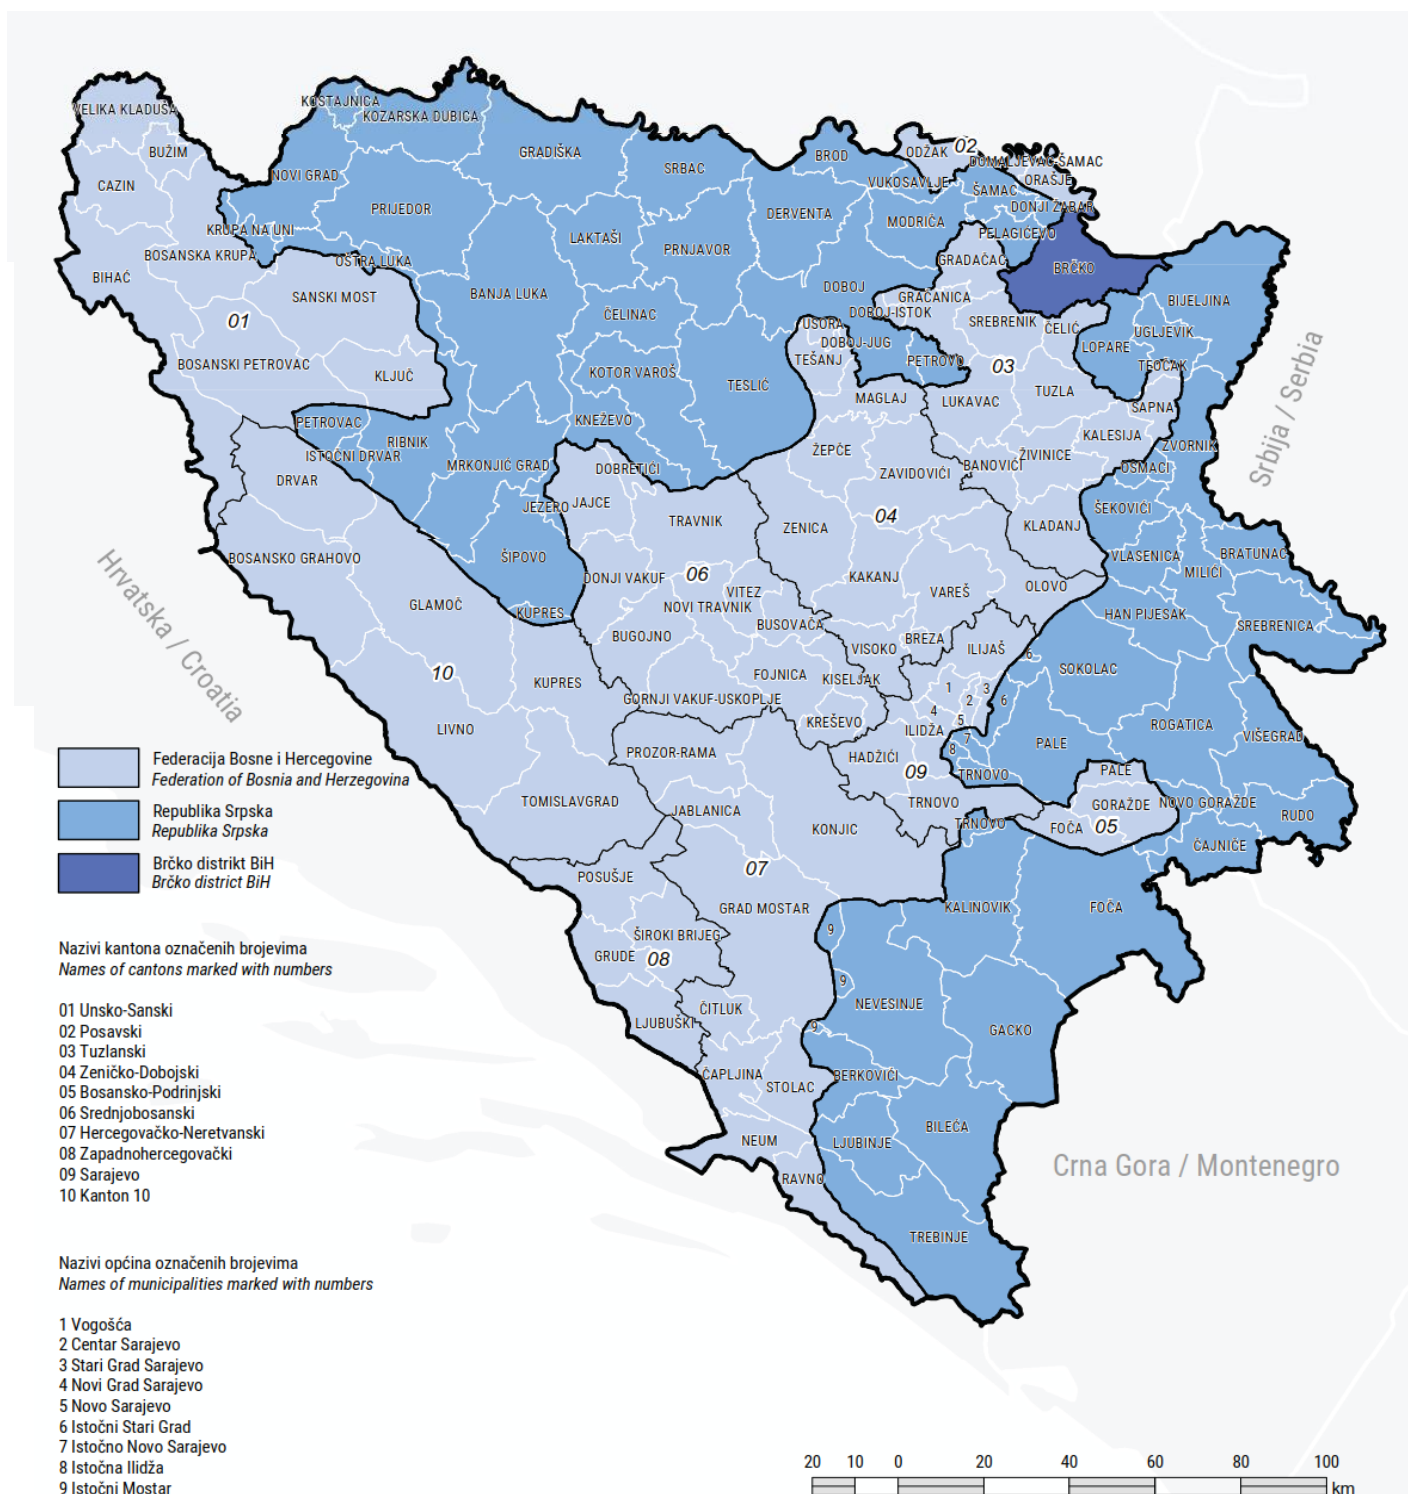 VELIKA KLADUŠA
BUŽIM
CAZIN
BOSANSKA KRUPA
BIHAĆ
KOSTAJNICA
KOZARSKA DUBICA
NOVI GRAD
PRIJEDOR
KRUPA NA UNI
OŠTRA LUKA
SANSKI MOST
01
BOSANSKI PETROVAC
KLJUČ
GRADIŠKA
SRBAC
LAKTAŠI
PRNJAVOR
BANJA LUKA
ČELINAC
KOTOR VAROŠ
TESLIĆ
KNEŽEVO
BROD
ODŽAK
02
DOMALJEVAC-ŠAMAC
ORAŠJE
VUKOSAVLJE
ŠAMAC
DONJI ŽABAR
DERVENTA
MODRIČA
PELAGIĆEVO
GRADAČAC
BRČKO
DOBOJ
GRAČANICA
DOBOJ-ISTOK
BIJELJINA
USORA
DOBOJ-JUG
SREBRENIK
ČELIĆ
UGLJEVIK
LOPARE
TEŠANJ
PETROVO
03
TEOČAK
MAGLAJ
LUKAVAC
TUZLA
SAPNA
KALESIJA
ZVORNIK
ŽEPČE
ZAVIDOVIĆI
BANOVIĆI
ŽIVINICE
OSMACI
PETROVAC
RIBNIK
ISTOČNI DRVAR
MRKONJIĆ GRAD
DRVAR
DOBRETIĆI
JEZERO
JAJCE
TRAVNIK
ZENICA
04
KLADANJ
ŠEKOVIĆI
VLASENICA
BRATUNAC
MILIĆI
BOSANSKO GRAHOVO
ŠIPOVO
DONJI VAKUF
06
VITEZ
NOVI TRAVNIK
KAKANJ
VAREŠ
OLOVO
GLAMOČ
KUPRES
BUSOVAČA
HAN PIJESAK
SREBRENICA
BUGOJNO
VISOKO
BREZA
ILIJAŠ
6
SOKOLAC
10
KUPRES
FOJNICA
KISELJAK
1
3
2
6
GORNJI VAKUF-USKOPLJE
4
5
KREŠEVO
ILIDŽA
7
8
LIVNO
PROZOR-RAMA
HADŽIĆI
09
PALE
ROGATICA
VIŠEGRAD
TRNOVO
PALE
TOMISLAVGRAD
JABLANICA
TRNOVO
GORAŽDE
NOVO GORAŽDE
RUDO
KONJIC
TRNOVO
FOČA
05
ČAJNIČE
POSUŠJE
07
GRAD MOSTAR
KALINOVIK
FOČA
ŠIROKI BRIJEG
GRUDE
08
9
9
NEVESINJE
ČITLUK
LJUBUŠKI
9
GACKO
ČAPLJINA
STOLAC
BERKOVIĆI
NEUM
LJUBINJE
BILEĆA
RAVNO
TREBINJE
Hrvatska / Croatia
Srbija / Serbia
Crna Gora / Montenegro
Federacija Bosne i Hercegovine
Federation of Bosnia and Herzegovina
Republika Srpska
Republika Srpska
Brčko distrikt BiH
Brčko district BiH
Nazivi kantona označenih brojevima
Names of cantons marked with numbers
01 Unsko-Sanski
02 Posavski
03 Tuzlanski
04 Zeničko-Dobojski
05 Bosansko-Podrinjski
06 Srednjobosanski
07 Hercegovačko-Neretvanski
08 Zapadnohercegovački
09 Sarajevo
10 Kanton 10
Nazivi općina označenih brojevima
Names of municipalities marked with numbers
1 Vogošća
2 Centar Sarajevo
3 Stari Grad Sarajevo
4 Novi Grad Sarajevo
5 Novo Sarajevo
6 Istočni Stari Grad
7 Istočno Novo Sarajevo
8 Istočna Ilidža
9 Istočni Mostar
20 10 0 20 40 60 80 100
km